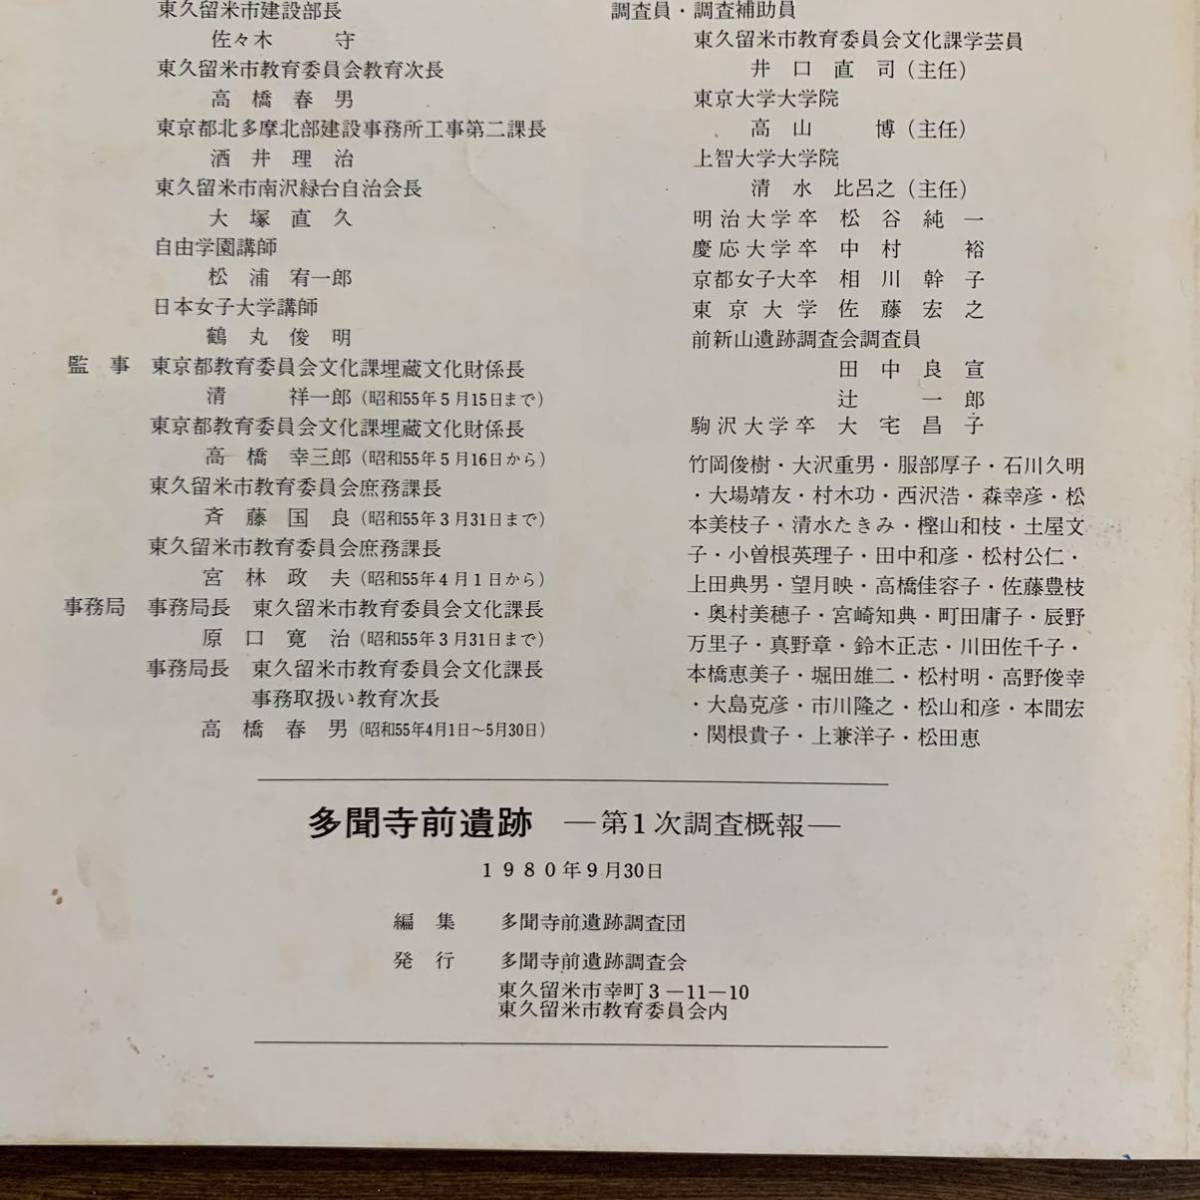 東久留米市建設部長
佐々木 守
東久留米市教育委員会教育次長
高橋春男
東京都北多摩北部建設事務所工事第二課長
酒井理治
東久留米市南沢緑台自治会長
大塚直久
自由学園講師
松浦宥一郎
日本女子大学講師
鶴丸俊明
監事 東京都教育委員会文化課埋蔵文化財係長
清 祥一郎(昭和55年5月15日まで)
東京都教育委員会文化課埋蔵文化財係長
高橋幸三郎(昭和55年5月16日から)
東久留米市教育委員会庶務課長
斉藤国良(昭和55年3月31日まで)
東久留米市教育委員会庶務課長
宮林政夫(昭和55年4月1日から)
事務局 事務局長 東久留米市教育委員会文化課長
原口寛治(昭和55年3月31日まで)
事務局長 東久留米市教育委員会文化課長
事務取扱い教育次長
高橋春男(昭和55年4月1日〜5月30日)
調査員・調査補助員
東久留米市教育委員会文化課学芸員
井口直司(主任)
東京大学大学院
高山 博(主任)
上智大学大学院
清水比呂之(主任)
明治大学卒 松谷純一
慶応大学卒 中村 裕
京都女子大卒 相川幹子
東京大学 佐藤宏之
前新山遺跡調査会調査員
田中良宣
辻 一郎
駒沢大学卒 大宅昌子
竹岡俊樹・大沢重男・服部厚子・石川久明
・大場靖友・村木功・西沢浩・森幸彦・松
本美枝子・清水たきみ・樫山和枝・土屋文
子・小曽根英理子・田中和彦・松村公仁・
上田典男・望月映・高橋佳容子・佐藤豊枝
・奥村美穂子・宮崎知典・町田庸子・辰野
万里子・真野章・鈴木正志・川田佐千子・
本橋恵美子・堀田雄二・松村明・高野俊幸
・大島克彦・市川隆之・松山和彦・本間宏
・関根貴子・上兼洋子・松田恵
多聞寺前遺跡 ―第1次調査概報―
1980年9月30日
編集 多聞寺前遺跡調査団
発行 多聞寺前遺跡調査会
東久留米市幸町3－11－10
東久留米市教育委員会内